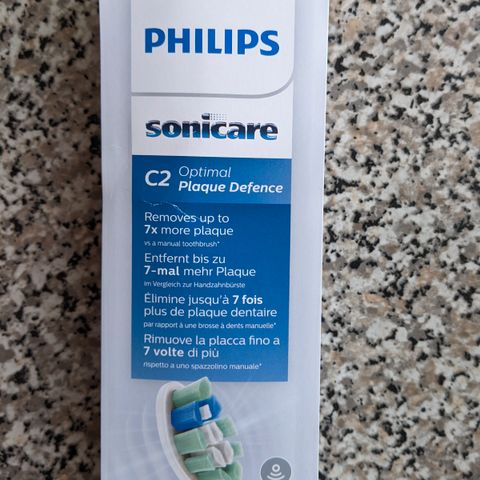 PHILIPS
sonicare
C2 Optimal
Plaque Defence
Removes up to
7x more plaque
vs a manual toothbrush*
Entfernt bis zu
7-mal mehr Plaque
im Vergleich zur Handzahnbürste
Élimine jusqu'à 7 fois
plus de plaque dentaire
par rapport à une brosse à dents manuelle*
Rimuove la placca fino a
7 volte di più
rispetto a uno spazzolino manuale*